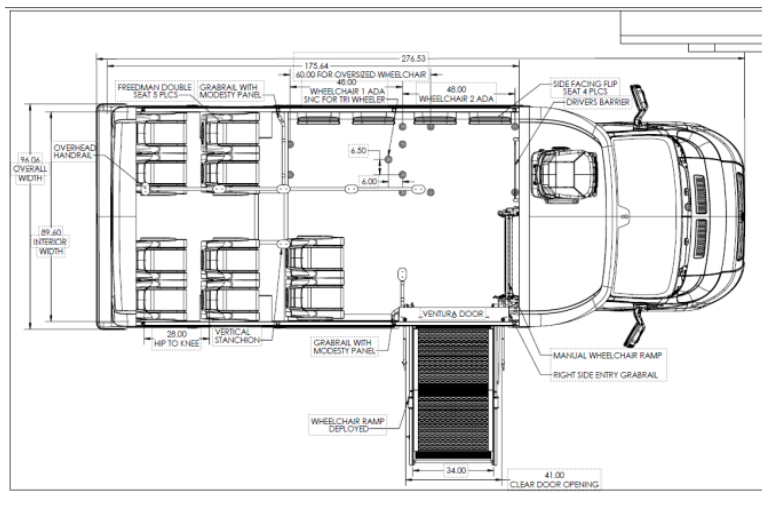 276.53
175.64
60.00 FOR OVERSIZED WHEELCHAIR
48.00
WHEELCHAIR 1 ADA
SNC FOR TRI WHEELER
48.00
WHEELCHAIR 2 ADA
FREEDMAN DOUBLE
SEAT 5 PLCS
GRABRAIL WITH
MODESTY PANEL
SIDE FACING FLIP
SEAT 4 PLCS
DRIVERS BARRIER
OVERHEAD
HANDRAIL
96.06
OVERALL
WIDTH
6.50
6.00
89.60
INTERIOR
WIDTH
VENTURA DOOR
28.00
HIP TO KNEE
VERTICAL
STANCHION
GRABRAIL WITH
MODESTY PANEL
MANUAL WHEELCHAIR RAMP
RIGHT SIDE ENTRY GRABRAIL
WHEELCHAIR RAMP
DEPLOYED
34.00
41.00
CLEAR DOOR OPENING